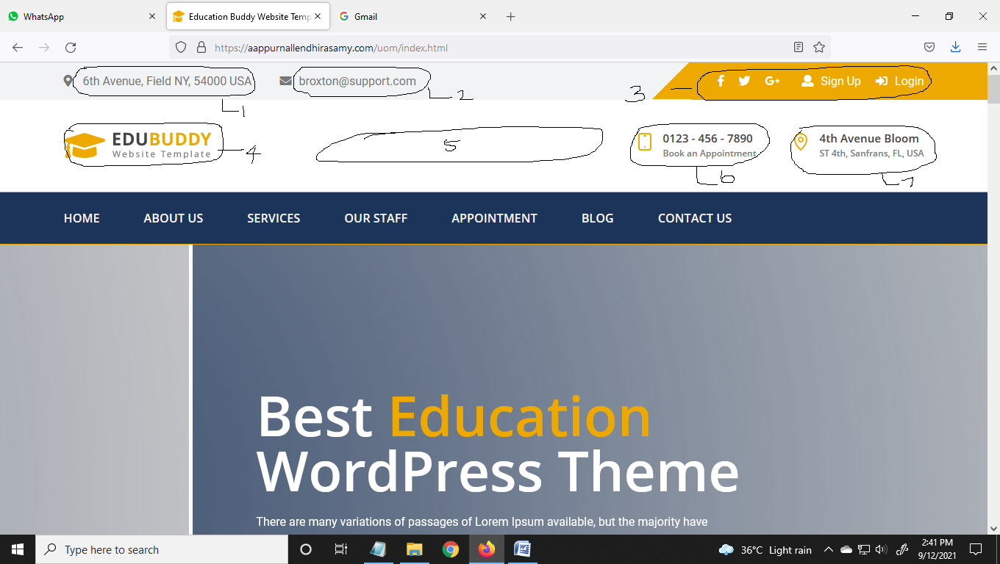 WhatsApp
Education Buddy Website Temp
Gmail
https://aappurnallendhirasamy.com/uom/index.html
6th Avenue, Field NY, 54000 USA
broxton@support.com
Sign Up
Login
1
2
3
EDUBUDDY
Website Template
4
5
0123 - 456 - 7890
Book an Appointment
6
4th Avenue Bloom
ST 4th, Sanfrans, FL, USA
7
HOME ABOUT US SERVICES OUR STAFF APPOINTMENT BLOG CONTACT US
Best Education
WordPress Theme
There are many variations of passages of Lorem Ipsum available, but the majority have
Type here to search
36°C Light rain
2:41 PM
9/12/2021